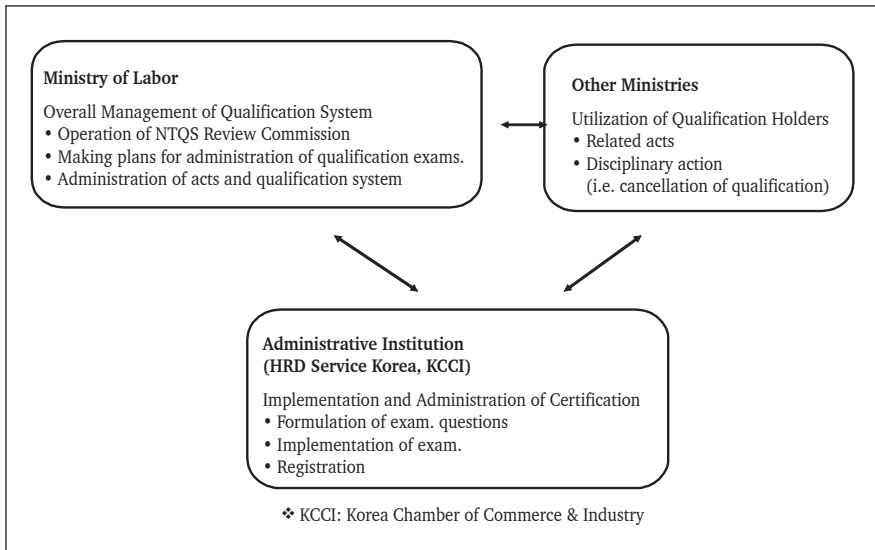 Ministry of Labor
Overall Management of Qualification System
• Operation of NTQS Review Commission
• Making plans for administration of qualification exams.
• Administration of acts and qualification system
Other Ministries
Utilization of Qualification Holders
• Related acts
• Disciplinary action
(i.e. cancellation of qualification)
Administrative Institution
(HRD Service Korea, KCCI)
Implementation and Administration of Certification
• Formulation of exam. questions
• Implementation of exam.
• Registration
❖ KCCI: Korea Chamber of Commerce & Industry